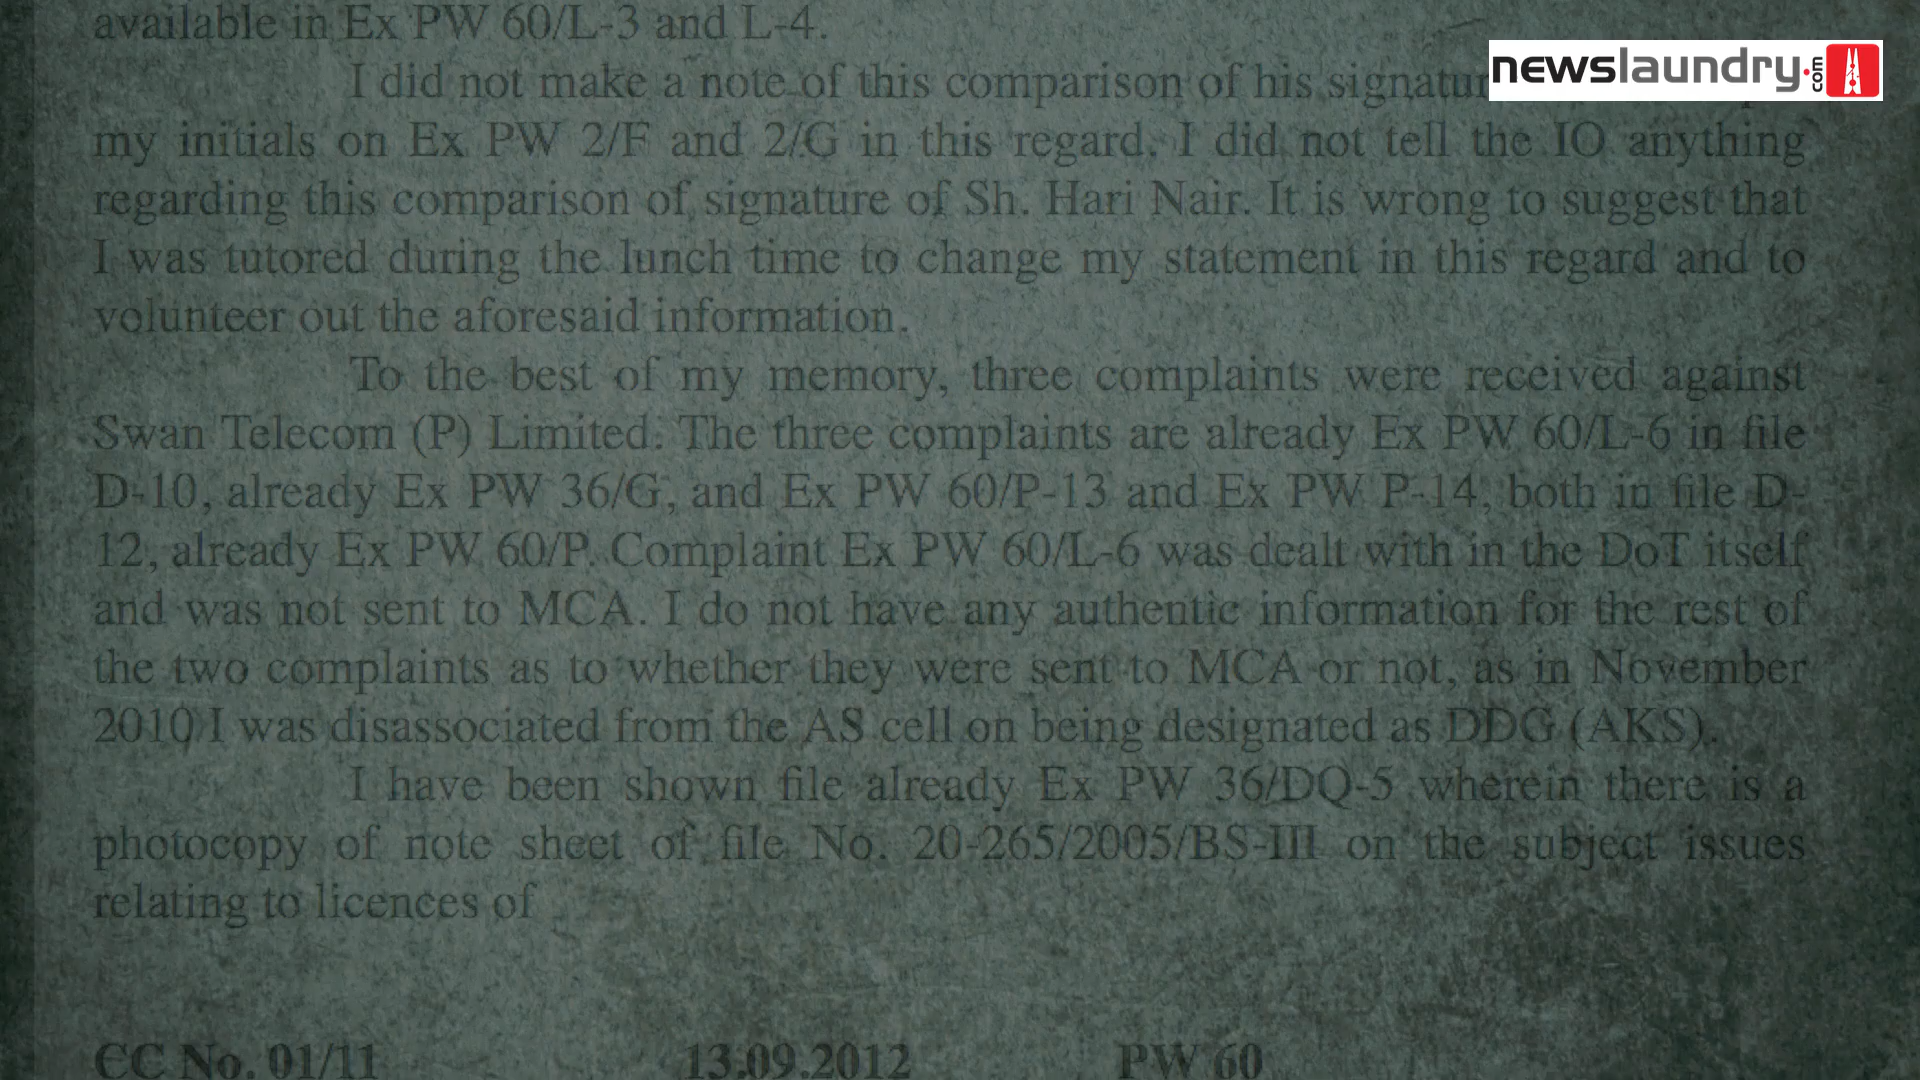 available in Ex PW 60/L-3 and L-4.
newslaundry.com
I did not make a note of this comparison of his signatur
my initials on Ex PW 2/F and 2/G in this regard. I did not tell the IO anything
regarding this comparison of signature of Sh. Hari Nair. It is wrong to suggest that
I was tutored during the lunch time to change my statement in this regard and to
volunteer out the aforesaid information.
To the best of my memory, three complaints were received against
Swan Telecom (P) Limited. The three complaints are already Ex PW 60/L-6 in file
D-10, already Ex PW 36/G, and Ex PW 60/P-13 and Ex PW P-14, both in file D-
12, already Ex PW 60/P. Complaint Ex PW 60/L-6 was dealt with in the DoT itself
and was not sent to MCA. I do not have any authentic information for the rest of
the two complaints as to whether they were sent to MCA or not, as in November
2010 I was disassociated from the AS cell on being designated as DDG (AKS).
I have been shown file already Ex PW 36/DQ-5 wherein there is a
photocopy of note sheet of file No. 20-265/2005/BS-III on the subject issues
relating to licences of
CC No. 01/11 13.09.2012 PW 60